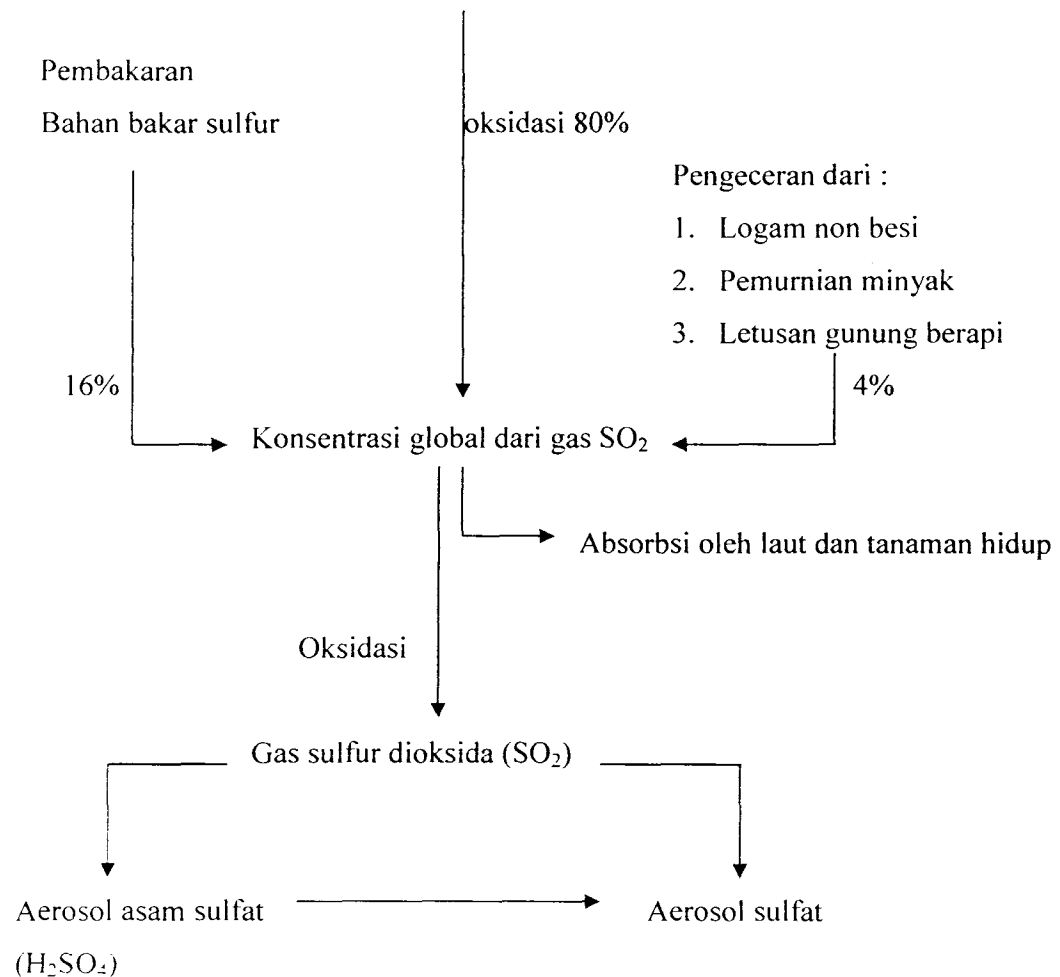 Pembakaran
Bahan bakar sulfur
oksidasi 80%
Pengeceran dari :
1. Logam non besi
2. Pemurnian minyak
3. Letusan gunung berapi
16%
4%
Konsentrasi global dari gas SO₂
Absorbsi oleh laut dan tanaman hidup
Oksidasi
Gas sulfur dioksida (SO₂)
Aerosol asam sulfat
(H₂SO₄)
Aerosol sulfat